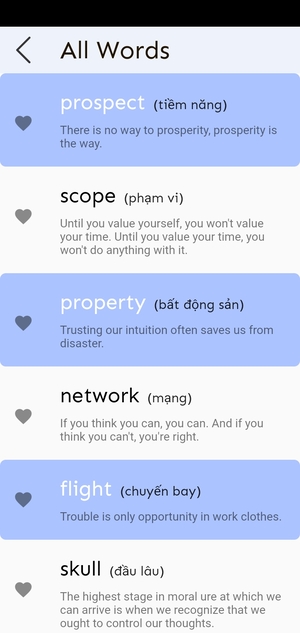 All Words
prospect (tiềm năng)
There is no way to prosperity, prosperity is
the way.
scope (phạm vi)
Until you value yourself, you won't value
your time. Until you value your time, you
won't do anything with it.
property (bất động sản)
Trusting our intuition often saves us from
disaster.
network (mạng)
If you think you can, you can. And if you
think you can't, you're right.
flight (chuyến bay)
Trouble is only opportunity in work clothes.
skull (đầu lâu)
The highest stage in moral ure at which we
can arrive is when we recognize that we
ought to control our thoughts.